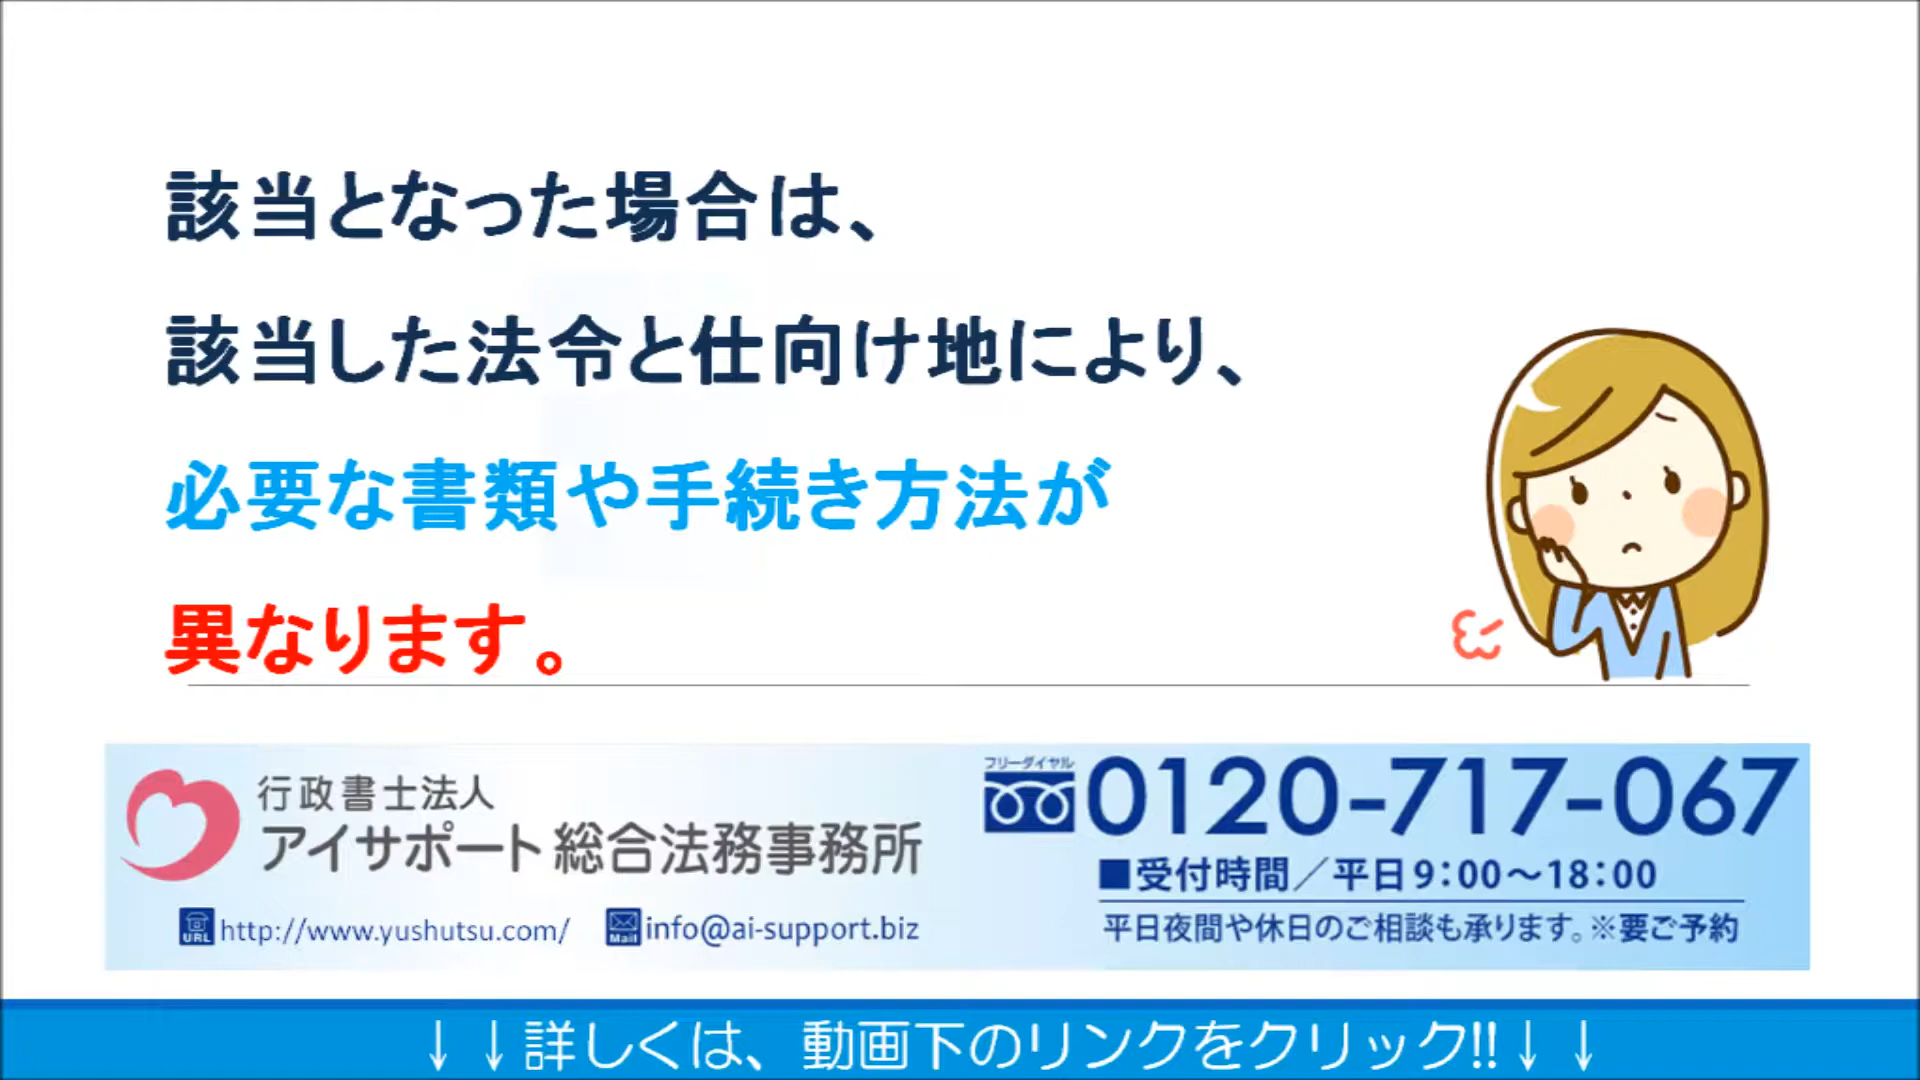 該当となった場合は、
該当した法令と仕向け地により、
必要な書類や手続き方法が
異なります。
行政書士法人
アイサポート総合法務事務所
URL http://www.yushutsu.com/ Mail info@ai-support.biz
フリーダイヤル
0120-717-067
■受付時間／平日9：00～18：00
平日夜間や休日のご相談も承ります。※要ご予約
↓↓詳しくは、動画下のリンクをクリック!!↓↓